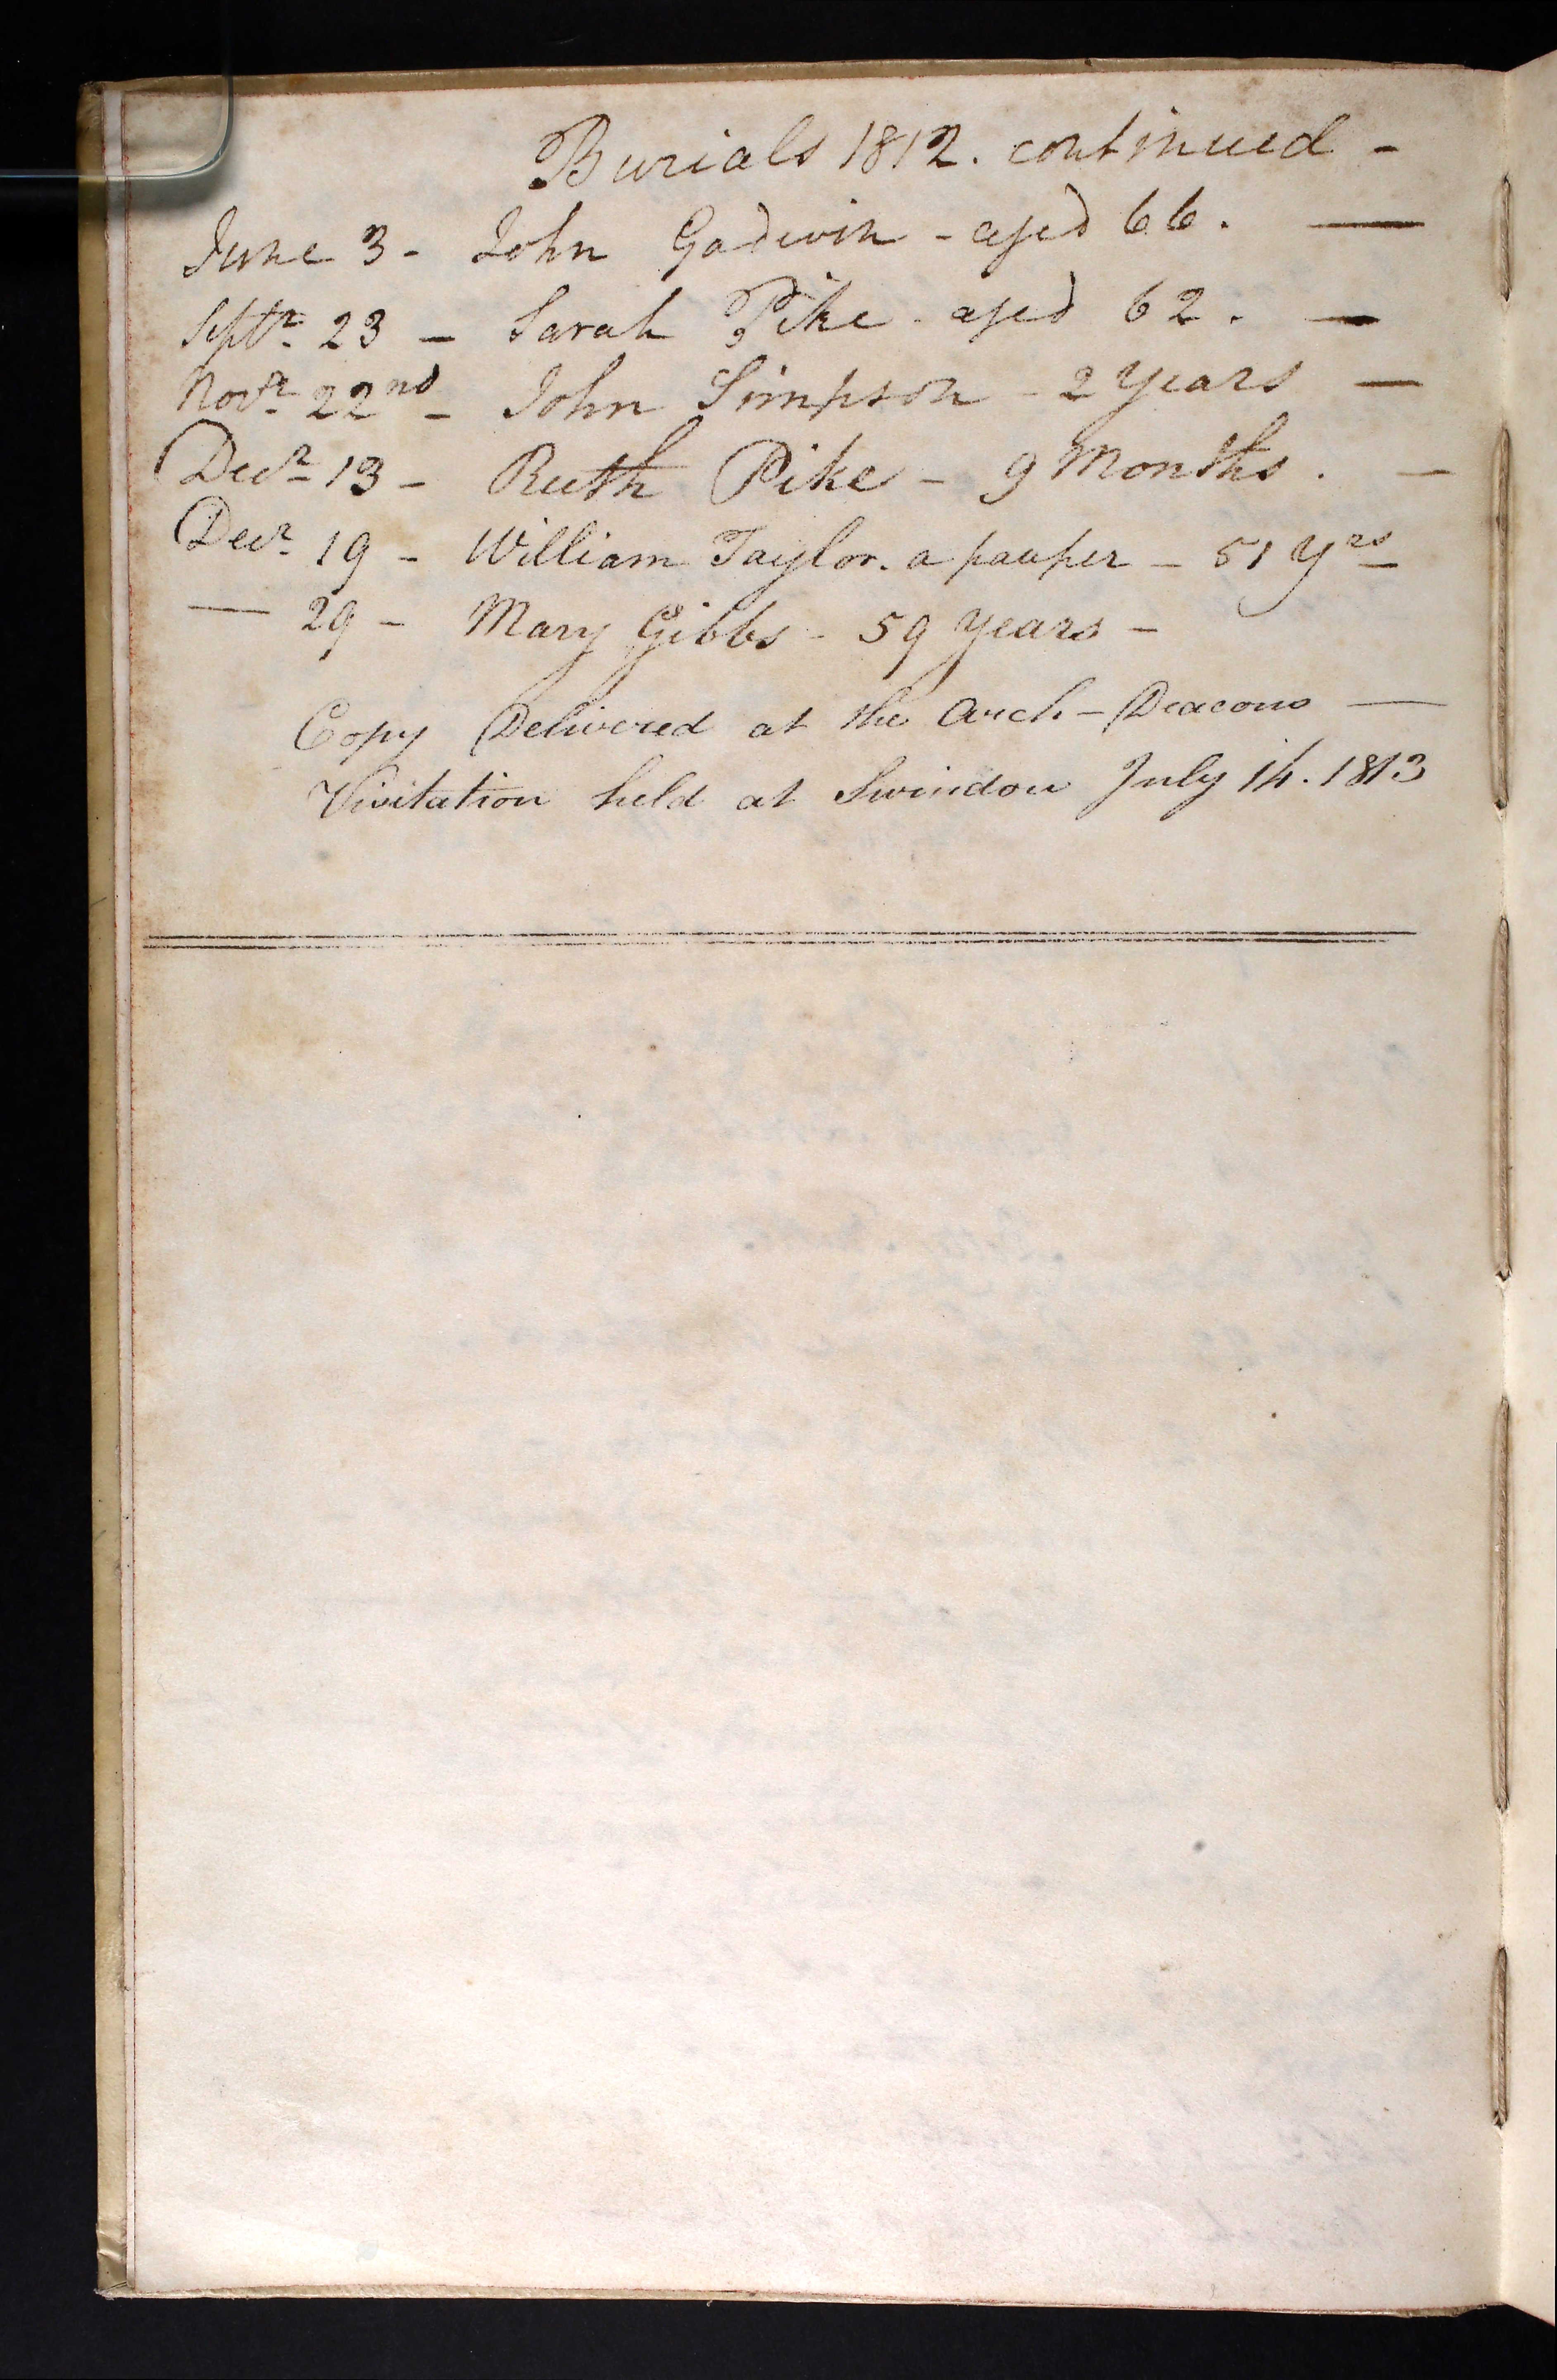 Burials 1812. continued -
June 3 - John Godwin - aged 66. —
Septr. 23 - Sarah Pike - aged 62. —
Novr. 22nd - John Simpson - 2 years —
Decr. 13 - Ruth Pike - 9 Months. —
Decr. 19 - William Taylor. a pauper - 51 Yrs
— 29 - Mary Gibbs - 59 years -
Copy Delivered at the Arch-Deacons —
Visitation held at Swindon July 14. 1813